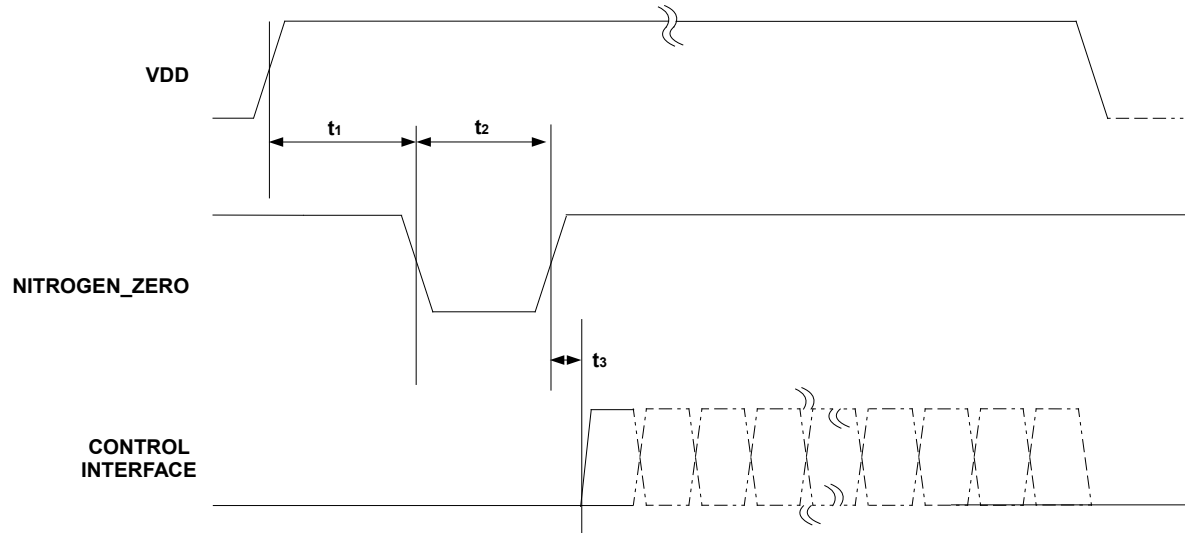 VDD
t1
t2
NITROGEN_ZERO
t3
CONTROL
INTERFACE